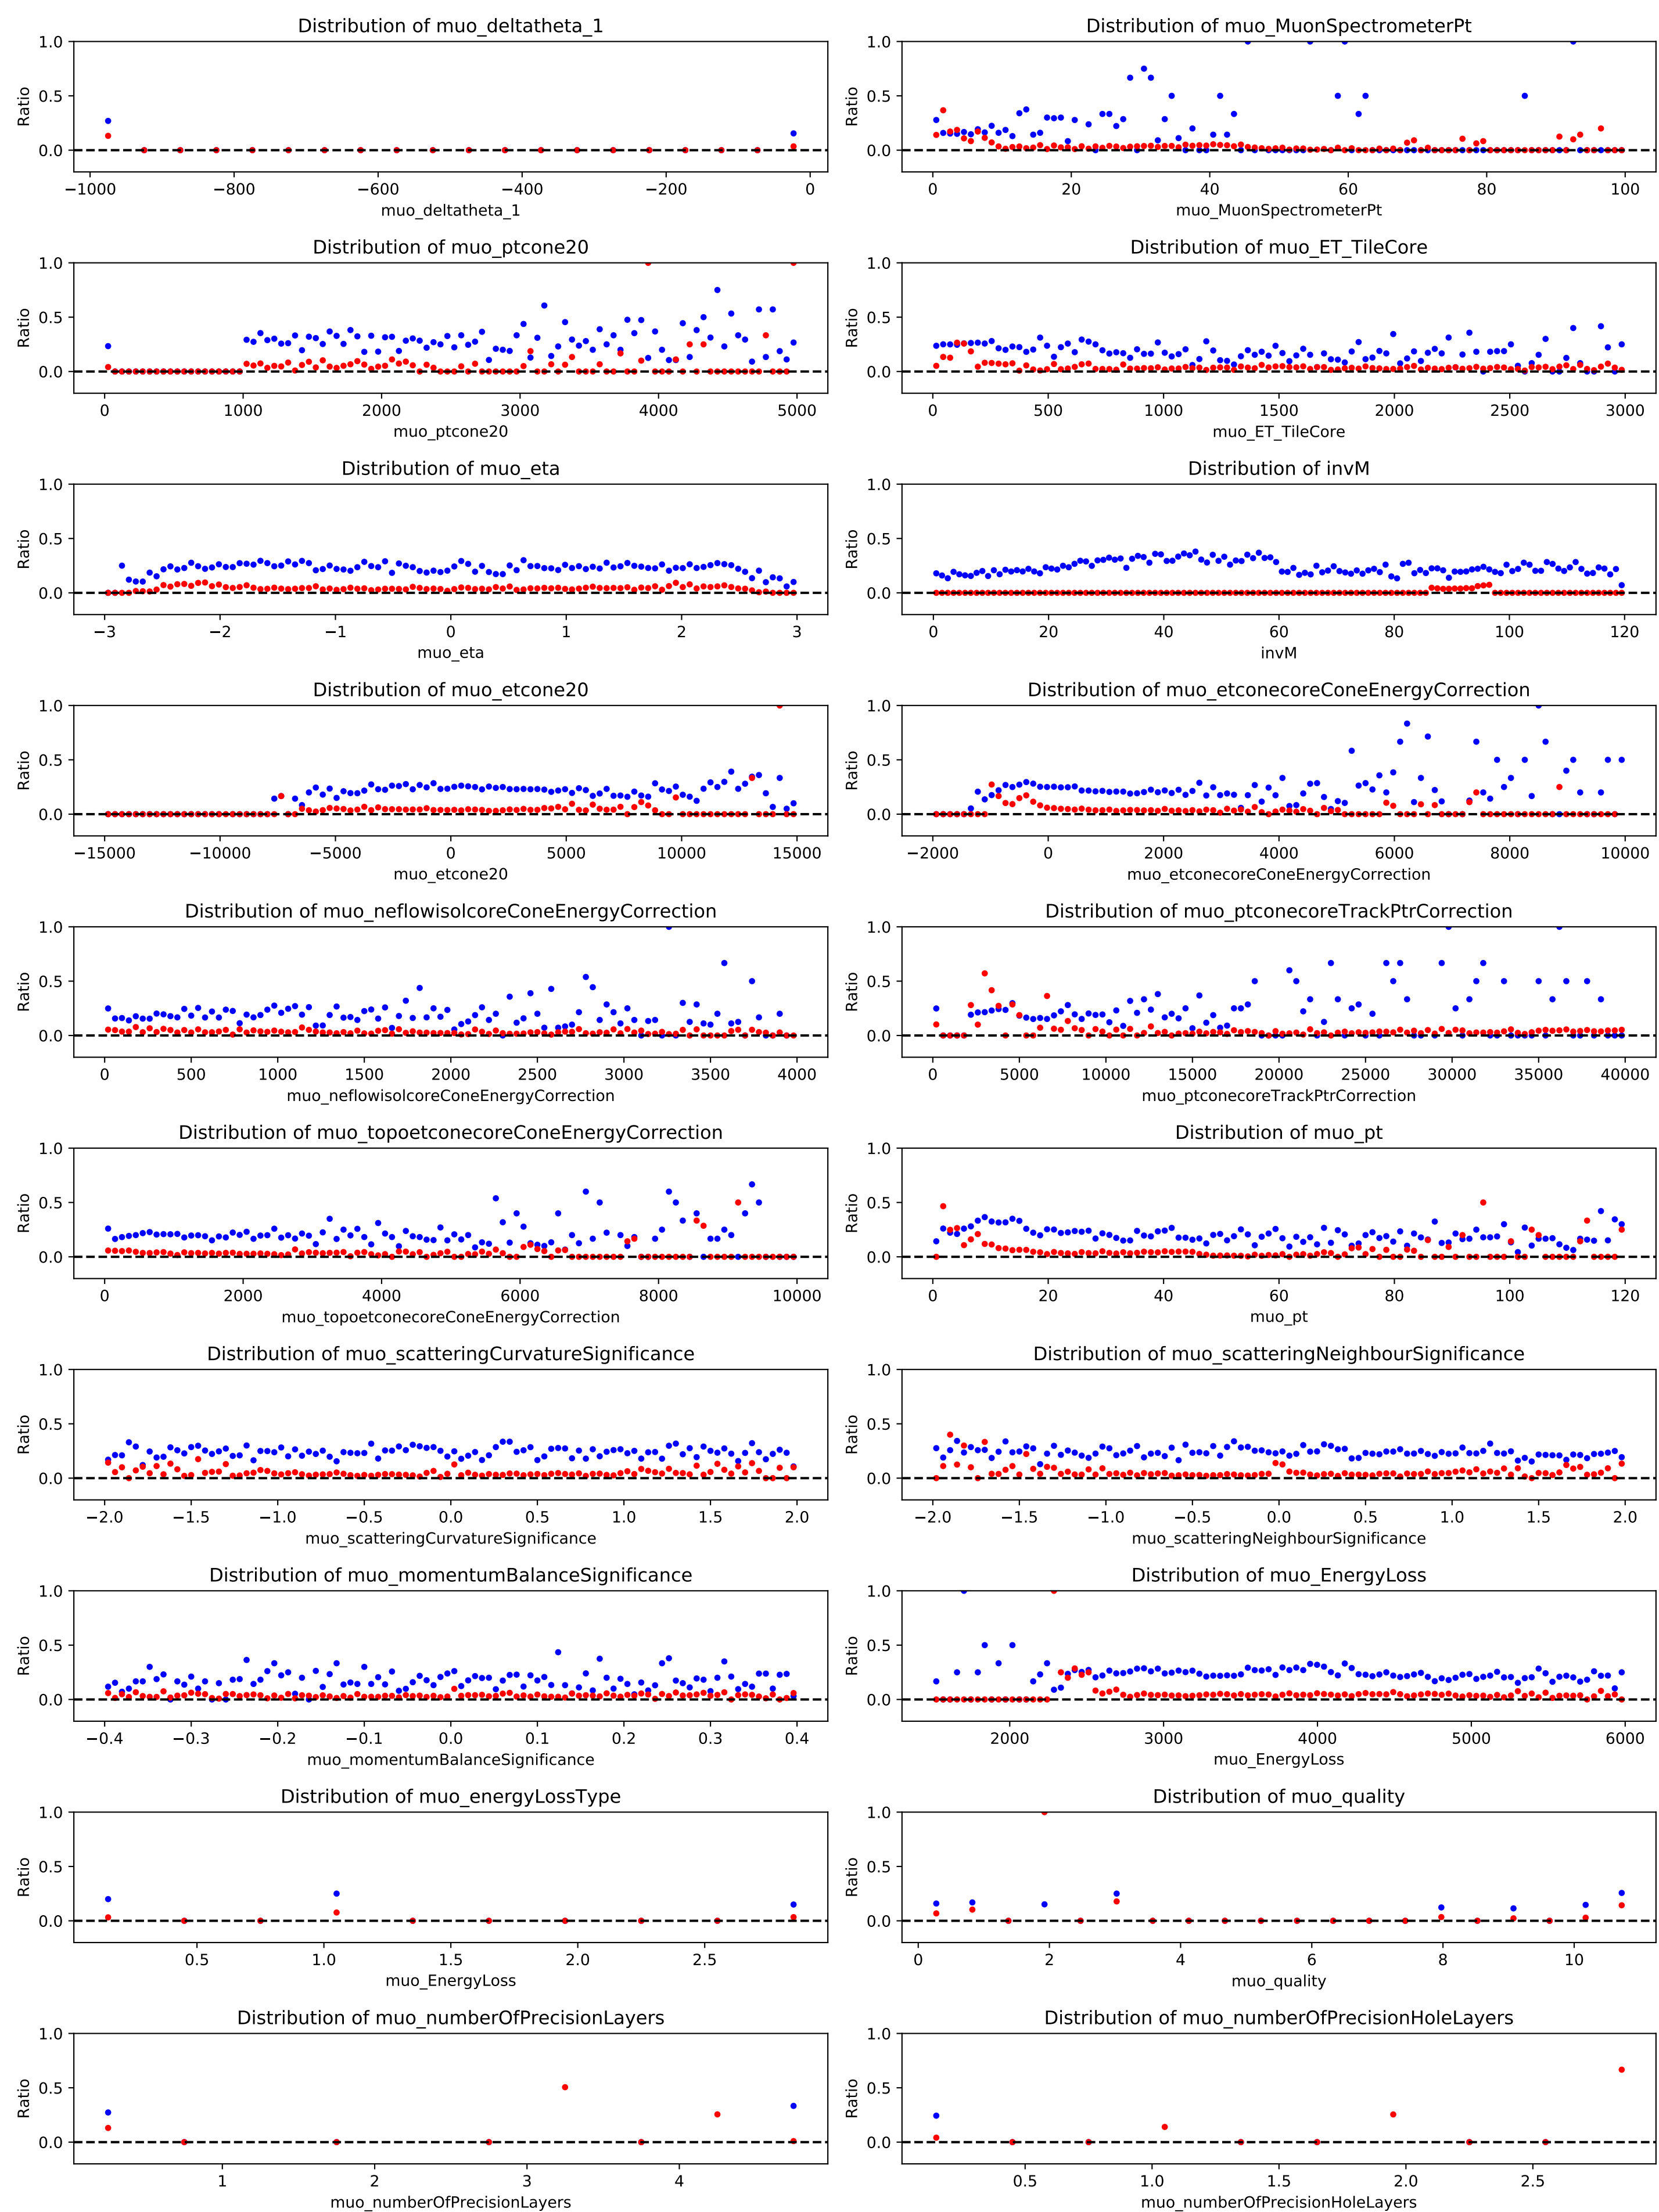 Distribution of muo_deltatheta_1
Ratio
1.0
0.5
0.0
−1000 −800 −600 −400 −200 0
muo_deltatheta_1
Distribution of muo_MuonSpectrometerPt
Ratio
1.0
0.5
0.0
0 20 40 60 80 100
muo_MuonSpectrometerPt
Distribution of muo_ptcone20
Ratio
1.0
0.5
0.0
0 1000 2000 3000 4000 5000
muo_ptcone20
Distribution of muo_ET_TileCore
Ratio
1.0
0.5
0.0
0 500 1000 1500 2000 2500 3000
muo_ET_TileCore
Distribution of muo_eta
Ratio
1.0
0.5
0.0
−3 −2 −1 0 1 2 3
muo_eta
Distribution of invM
Ratio
1.0
0.5
0.0
0 20 40 60 80 100 120
invM
Distribution of muo_etcone20
Ratio
1.0
0.5
0.0
−15000 −10000 −5000 0 5000 10000 15000
muo_etcone20
Distribution of muo_etconecoreConeEnergyCorrection
Ratio
1.0
0.5
0.0
−2000 0 2000 4000 6000 8000 10000
muo_etconecoreConeEnergyCorrection
Distribution of muo_neflowisolcoreConeEnergyCorrection
Ratio
1.0
0.5
0.0
0 500 1000 1500 2000 2500 3000 3500 4000
muo_neflowisolcoreConeEnergyCorrection
Distribution of muo_ptconecoreTrackPtrCorrection
Ratio
1.0
0.5
0.0
0 5000 10000 15000 20000 25000 30000 35000 40000
muo_ptconecoreTrackPtrCorrection
Distribution of muo_topoetconecoreConeEnergyCorrection
Ratio
1.0
0.5
0.0
0 2000 4000 6000 8000 10000
muo_topoetconecoreConeEnergyCorrection
Distribution of muo_pt
Ratio
1.0
0.5
0.0
0 20 40 60 80 100 120
muo_pt
Distribution of muo_scatteringCurvatureSignificance
Ratio
1.0
0.5
0.0
−2.0 −1.5 −1.0 −0.5 0.0 0.5 1.0 1.5 2.0
muo_scatteringCurvatureSignificance
Distribution of muo_scatteringNeighbourSignificance
Ratio
1.0
0.5
0.0
−2.0 −1.5 −1.0 −0.5 0.0 0.5 1.0 1.5 2.0
muo_scatteringNeighbourSignificance
Distribution of muo_momentumBalanceSignificance
Ratio
1.0
0.5
0.0
−0.4 −0.3 −0.2 −0.1 0.0 0.1 0.2 0.3 0.4
muo_momentumBalanceSignificance
Distribution of muo_EnergyLoss
Ratio
1.0
0.5
0.0
2000 3000 4000 5000 6000
muo_EnergyLoss
Distribution of muo_energyLossType
Ratio
1.0
0.5
0.0
0.5 1.0 1.5 2.0 2.5
muo_EnergyLoss
Distribution of muo_quality
Ratio
1.0
0.5
0.0
0 2 4 6 8 10
muo_quality
Distribution of muo_numberOfPrecisionLayers
Ratio
1.0
0.5
0.0
1 2 3 4
muo_numberOfPrecisionLayers
Distribution of muo_numberOfPrecisionHoleLayers
Ratio
1.0
0.5
0.0
0.5 1.0 1.5 2.0 2.5
muo_numberOfPrecisionHoleLayers